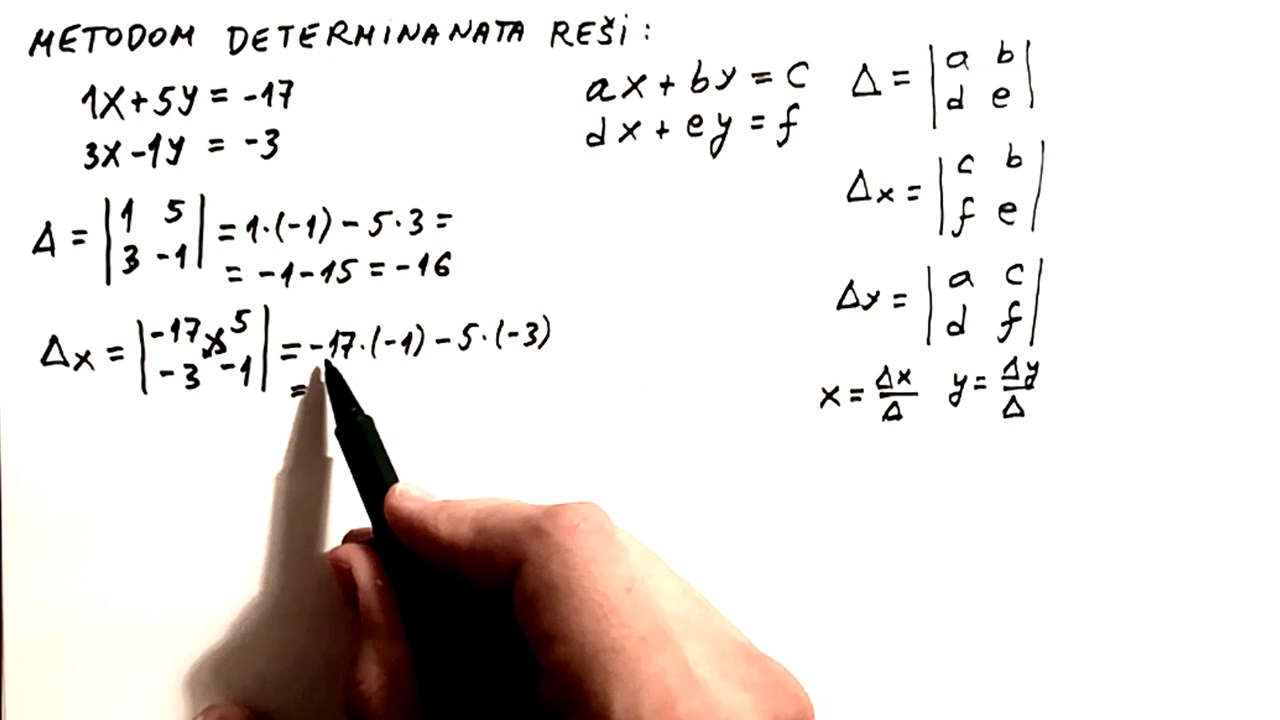 METODOM DETERMINANATA REŠI:
1x+5y = -17
3x-1y = -3
Δ = |1 5| = 1·(-1) - 5·3 =
|3 -1| = -1-15 = -16
Δx = |-17 5| = -17·(-1) - 5·(-3)
|-3 -1| =
ax + by = c
dx + ey = f
Δ = |a b|
|d e|
Δx = |c b|
|f e|
Δy = |a c|
|d f|
x = Δx/Δ y = Δy/Δ